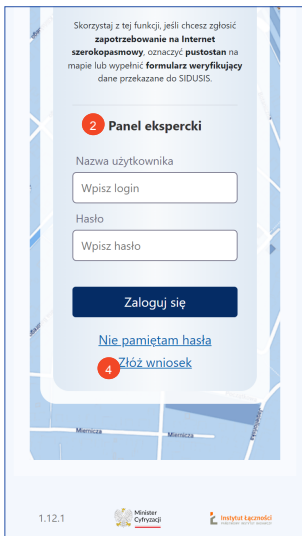 Skorzystaj z tej funkcji, jeśli chcesz zgłosić
zapotrzebowanie na Internet
szerokopasmowy, oznaczyć pustostan na
mapie lub wypełnić formularz weryfikujący
dane przekazane do SIDUSIS.
2 Panel ekspercki
Nazwa użytkownika
Wpisz login
Hasło
Wpisz hasło
Zaloguj się
Nie pamiętam hasła
4 Złóż wniosek
Miernicza
Miernicza
1.12.1
Minister
Cyfryzacji
Instytut Łączności